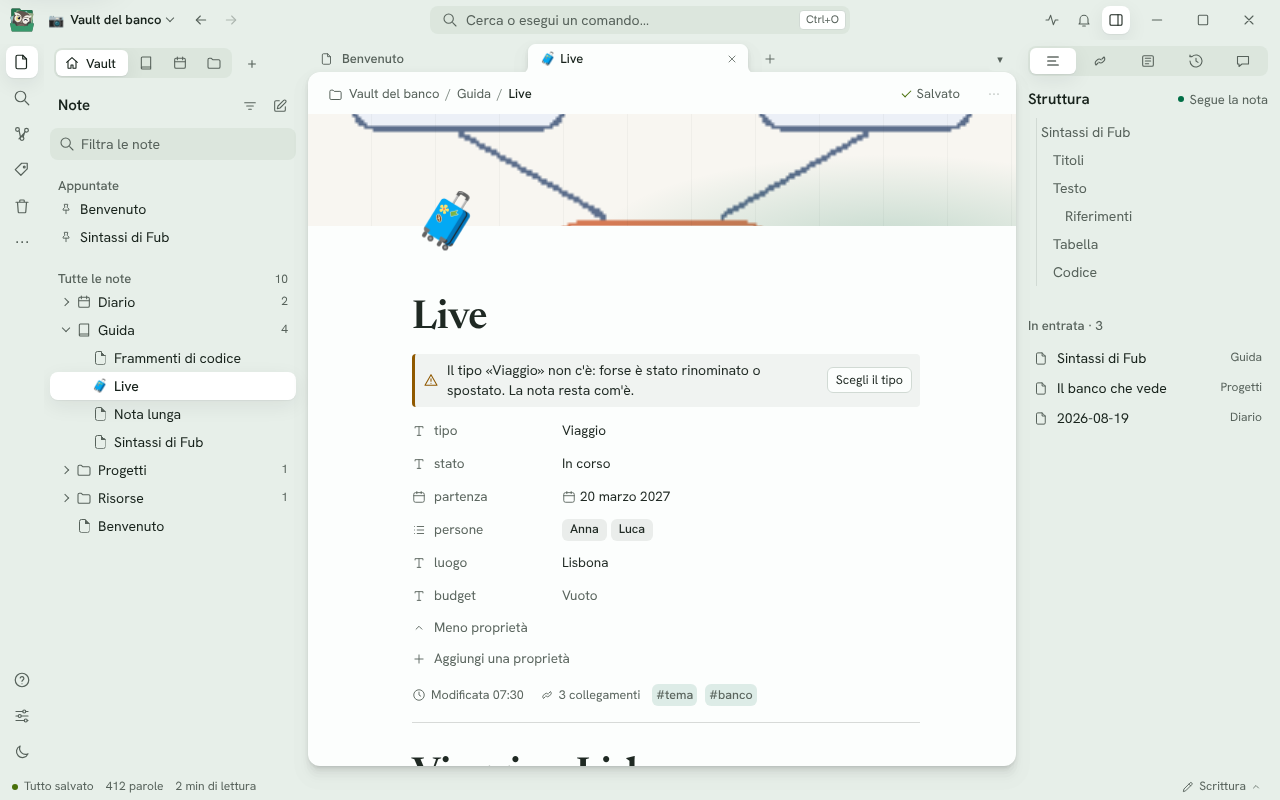 Vault del banco
Cerca o esegui un comando...
Ctrl+O
Vault
Note
Filtra le note
Appuntate
Benvenuto
Sintassi di Fub
Tutte le note 10
Diario 2
Guida 4
Frammenti di codice
Live
Nota lunga
Sintassi di Fub
Progetti 1
Risorse 1
Benvenuto
Tutto salvato 412 parole 2 min di lettura
Benvenuto
Live
Vault del banco / Guida / Live
Salvato
Live
Il tipo «Viaggio» non c'è: forse è stato rinominato o
spostato. La nota resta com'è.
Scegli il tipo
tipo Viaggio
stato In corso
partenza 20 marzo 2027
persone Anna Luca
luogo Lisbona
budget Vuoto
Meno proprietà
Aggiungi una proprietà
Modificata 07:30 3 collegamenti #tema #banco
Struttura
Segue la nota
Sintassi di Fub
Titoli
Testo
Riferimenti
Tabella
Codice
In entrata · 3
Sintassi di Fub Guida
Il banco che vede Progetti
2026-08-19 Diario
Scrittura